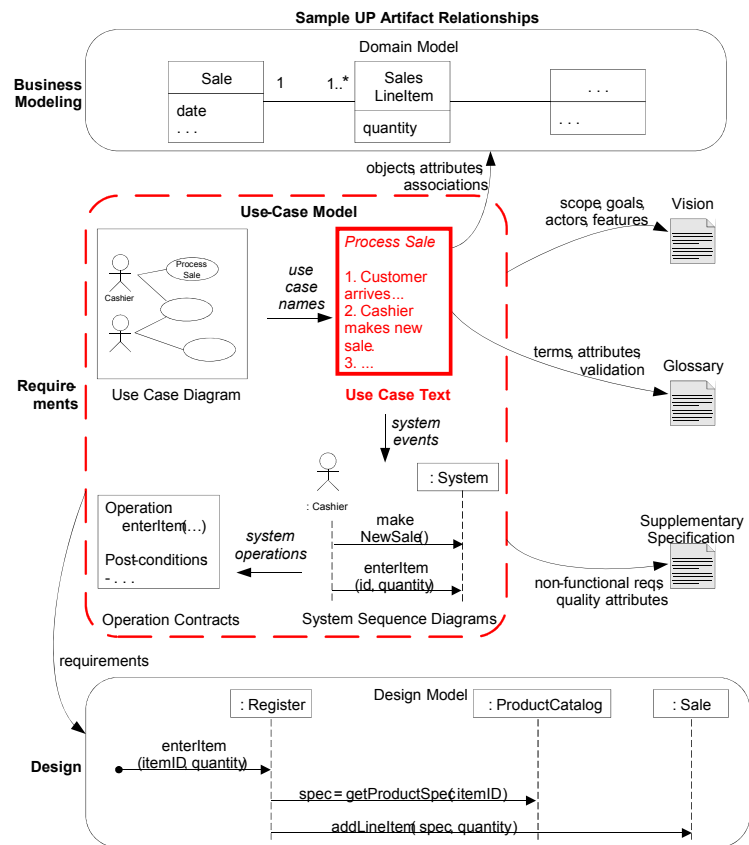 Sample UP Artifact Relationships
Domain Model
Business
Modeling
Sale
1
1..*
Sales
LineItem
. . .
date
. . .
quantity
. . .
objects, attributes,
associations
Use-Case Model
scope, goals,
actors, features
Vision
Process
Sale
Cashier
use
case
names
Process Sale
1. Customer
arrives ...
2. Cashier
makes new
sale.
3. ...
Require-
ments
Use Case Diagram
Use Case Text
terms, attributes,
validation
Glossary
system
events
: System
: Cashier
Operation:
enterItem(…)
Post-conditions:
- . . .
system
operations
make
NewSale()
enterItem
(id, quantity)
Supplementary
Specification
non-functional reqs,
quality attributes
Operation Contracts
System Sequence Diagrams
requirements
Design Model
: Register
: ProductCatalog
: Sale
Design
enterItem
(itemID, quantity)
spec = getProductSpec( itemID )
addLineItem( spec, quantity )